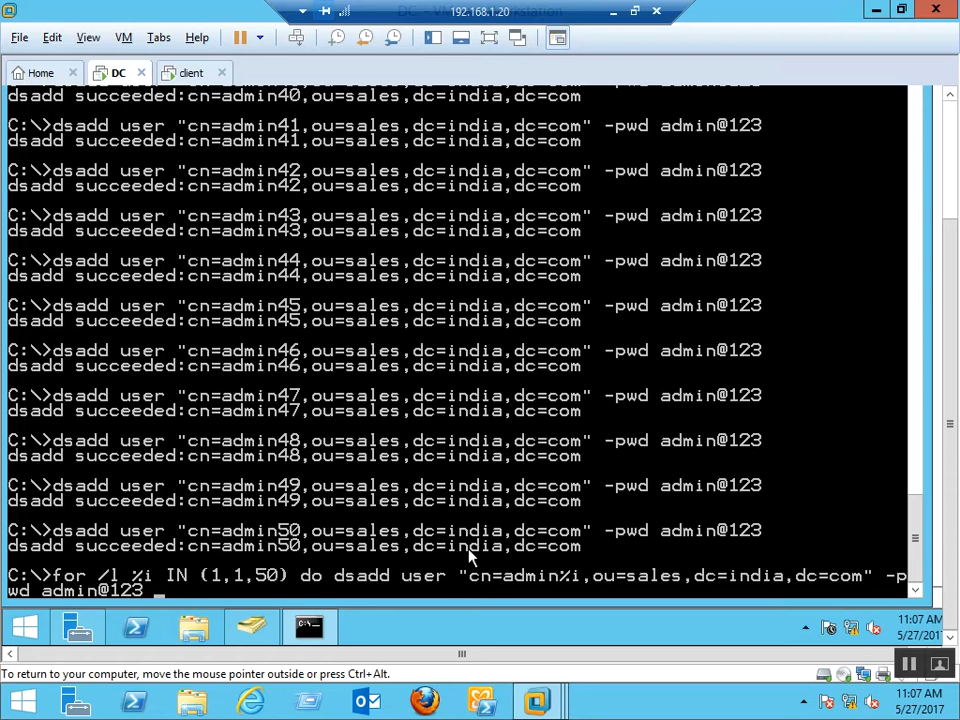 192.168.1.20
File Edit View VM Tabs Help
Home DC client
dsadd succeeded:cn=admin40,ou=sales,dc=india,dc=com
C:\>dsadd user "cn=admin41,ou=sales,dc=india,dc=com" -pwd admin@123
dsadd succeeded:cn=admin41,ou=sales,dc=india,dc=com
C:\>dsadd user "cn=admin42,ou=sales,dc=india,dc=com" -pwd admin@123
dsadd succeeded:cn=admin42,ou=sales,dc=india,dc=com
C:\>dsadd user "cn=admin43,ou=sales,dc=india,dc=com" -pwd admin@123
dsadd succeeded:cn=admin43,ou=sales,dc=india,dc=com
C:\>dsadd user "cn=admin44,ou=sales,dc=india,dc=com" -pwd admin@123
dsadd succeeded:cn=admin44,ou=sales,dc=india,dc=com
C:\>dsadd user "cn=admin45,ou=sales,dc=india,dc=com" -pwd admin@123
dsadd succeeded:cn=admin45,ou=sales,dc=india,dc=com
C:\>dsadd user "cn=admin46,ou=sales,dc=india,dc=com" -pwd admin@123
dsadd succeeded:cn=admin46,ou=sales,dc=india,dc=com
C:\>dsadd user "cn=admin47,ou=sales,dc=india,dc=com" -pwd admin@123
dsadd succeeded:cn=admin47,ou=sales,dc=india,dc=com
C:\>dsadd user "cn=admin48,ou=sales,dc=india,dc=com" -pwd admin@123
dsadd succeeded:cn=admin48,ou=sales,dc=india,dc=com
C:\>dsadd user "cn=admin49,ou=sales,dc=india,dc=com" -pwd admin@123
dsadd succeeded:cn=admin49,ou=sales,dc=india,dc=com
C:\>dsadd user "cn=admin50,ou=sales,dc=india,dc=com" -pwd admin@123
dsadd succeeded:cn=admin50,ou=sales,dc=india,dc=com
C:\>for /l %i IN (1,1,50) do dsadd user "cn=admin%i,ou=sales,dc=india,dc=com" -p
wd admin@123 _
11:07 AM
5/27/201
To return to your computer, move the mouse pointer outside or press Ctrl+Alt.
11:07 AM
5/27/2017